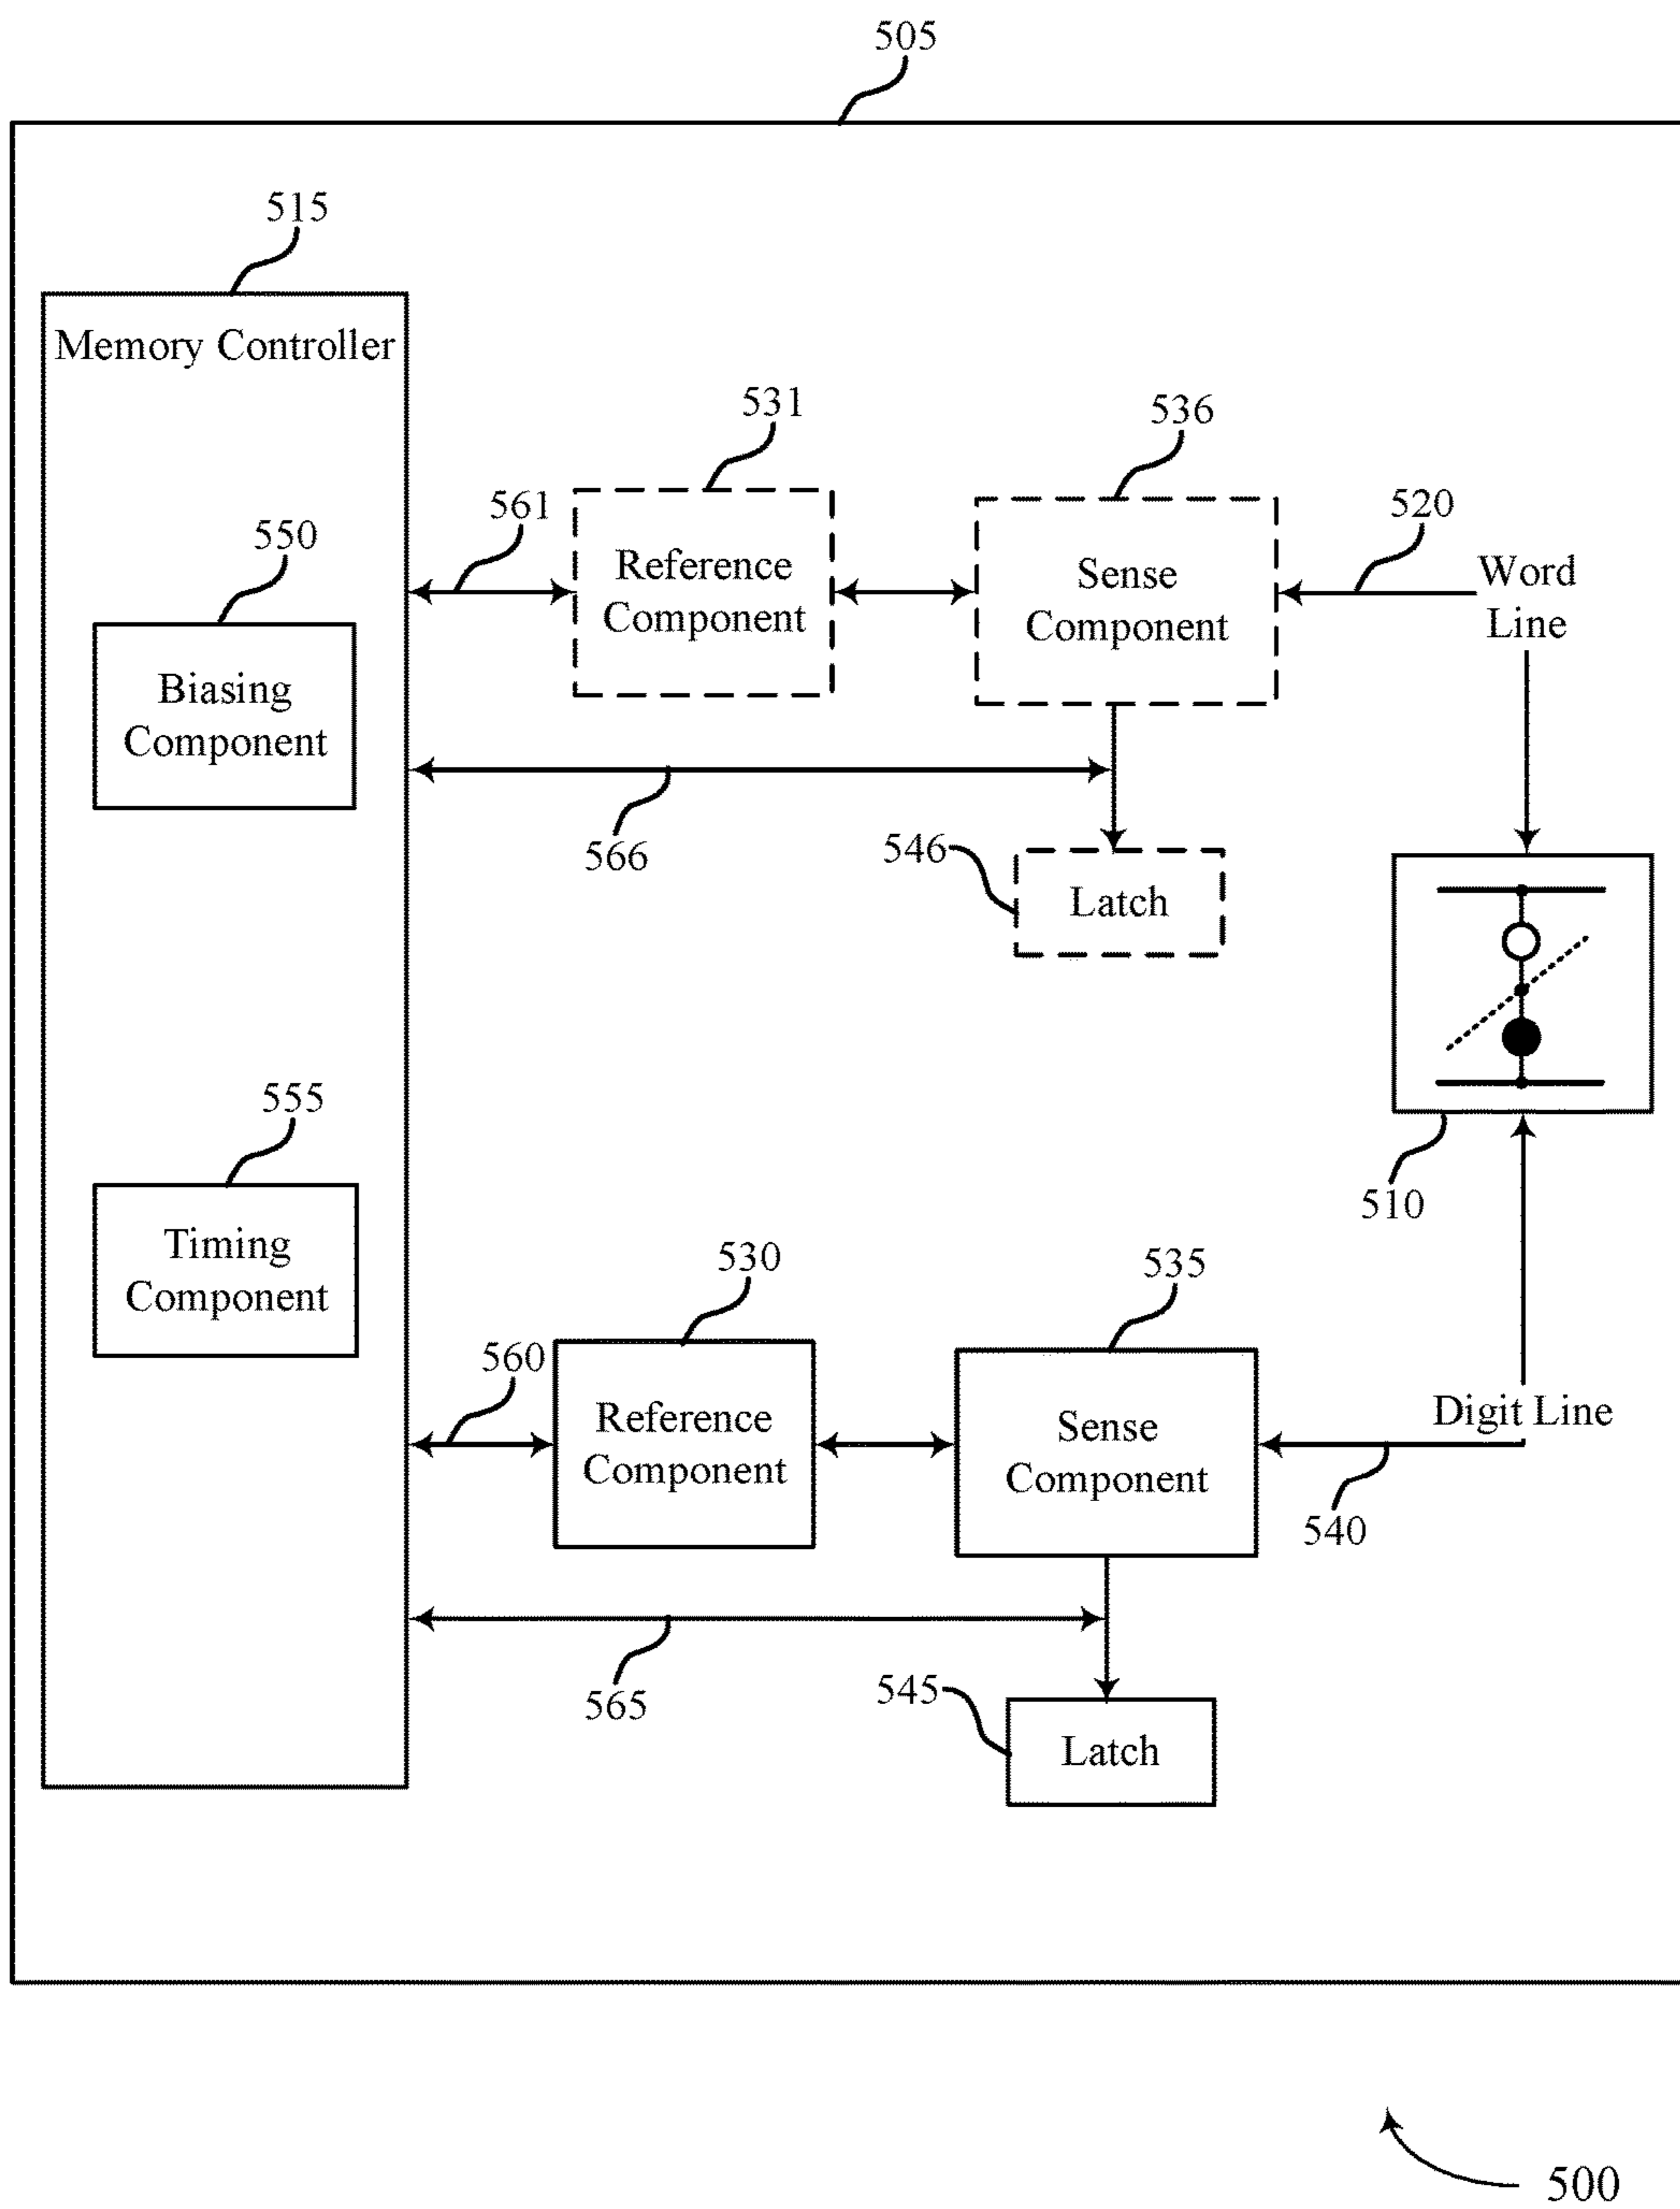 505
515
Memory Controller
531
536
561
520
550
Reference
Component
Sense
Component
Word
Line
Biasing
Component
566
546
Latch
555
510
Timing
Component
530
535
560
Reference
Component
Sense
Component
Digit Line
540
565
545
Latch
500